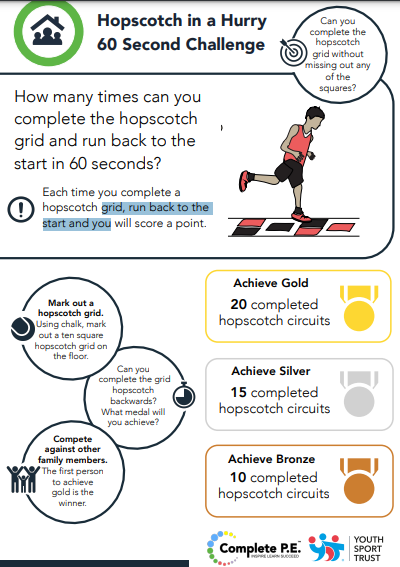 Hopscotch in a Hurry
60 Second Challenge
Can you
complete the
hopscotch
grid without
missing out any
of the
squares?
How many times can you
complete the hopscotch
grid and run back to the
start in 60 seconds?
Each time you complete a
hopscotch grid, run back to the
start and you will score a point.
Mark out a
hopscotch grid.
Using chalk, mark
out a ten square
hopscotch grid on
the floor.
Can you
complete the grid
hopscotch
backwards?
What medal will
you achieve?
Compete
against other
family members.
The first person
to achieve
gold is the
winner.
Achieve Gold
20 completed
hopscotch circuits
Achieve Silver
15 completed
hopscotch circuits
Achieve Bronze
10 completed
hopscotch circuits
Complete P.E.
INSPIRE LEARN SUCCEED
YOUTH
SPORT
TRUST